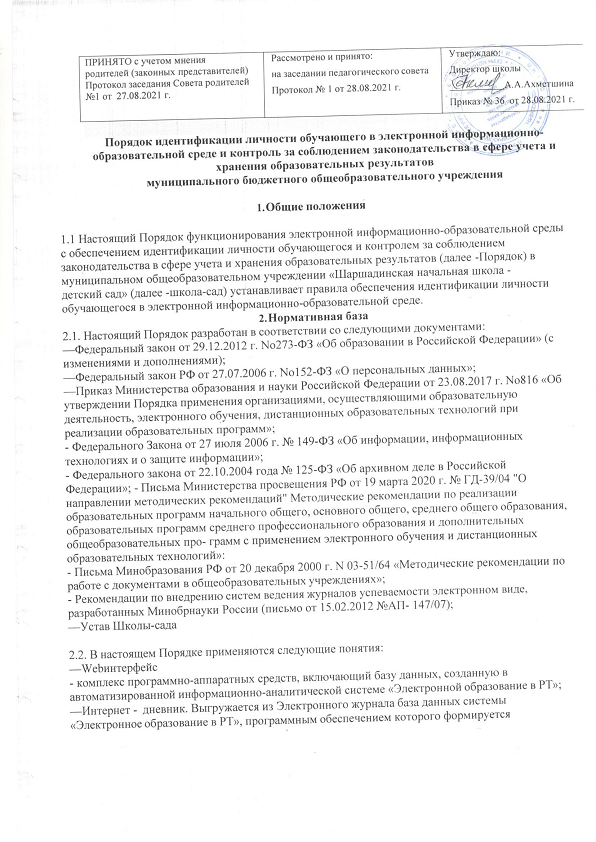 ПРИНЯТО с учетом мнения
родителей (законных представителей)
Протокол заседания Совета родителей
№1 от 27.08.2021 г.
Рассмотрено и принято:
на заседании педагогического совета
Протокол № 1 от 28.08.2021 г.
Утверждаю:
Директор школы
А.А.Ахметшина
Приказ № 36 от 28.08.2021 г.
Порядок идентификации личности обучающего в электронной информационно-
образовательной среде и контроль за соблюдением законодательства в сфере учета и
хранения образовательных результатов
муниципального бюджетного общеобразовательного учреждения
1.Общие положения
1.1 Настоящий Порядок функционирования электронной информационно-образовательной среды
с обеспечением идентификации личности обучающегося и контролем за соблюдением
законодательства в сфере учета и хранения образовательных результатов (далее -Порядок) в
муниципальном общеобразовательном учреждении «Шаршадинская начальная школа -
детский сад» (далее -школа-сад) устанавливает правила обеспечения идентификации личности
обучающегося в электронной информационно-образовательной среде.
2.Нормативная база
2.1. Настоящий Порядок разработан в соответствии со следующими документами:
—Федеральный закон от 29.12.2012 г. No273-ФЗ «Об образовании в Российской Федерации» (с
изменениями и дополнениями);
—Федеральный закон РФ от 27.07.2006 г. No152-ФЗ «О персональных данных»;
—Приказ Министерства образования и науки Российской Федерации от 23.08.2017 г. No816 «Об
утверждении Порядка применения организациями, осуществляющими образовательную
деятельность, электронного обучения, дистанционных образовательных технологий при
реализации образовательных программ»;
- Федерального Закона от 27 июля 2006 г. № 149-ФЗ «Об информации, информационных
технологиях и о защите информации»;
- Федерального закона от 22.10.2004 года № 125-ФЗ «Об архивном деле в Российской
Федерации»; - Письма Министерства просвещения РФ от 19 марта 2020 г. № ГД-39/04 "О
направлении методических рекомендаций" Методические рекомендации по реализации
образовательных программ начального общего, основного общего, среднего общего образования,
образовательных программ среднего профессионального образования и дополнительных
общеобразовательных про- грамм с применением электронного обучения и дистанционных
образовательных технологий»:
- Письма Минобразования РФ от 20 декабря 2000 г. N 03-51/64 «Методические рекомендации по
работе с документами в общеобразовательных учреждениях»;
- Рекомендации по внедрению систем ведения журналов успеваемости электронном виде,
разработанных Минобрнауки России (письмо от 15.02.2012 №АП- 147/07);
—Устав Школы-сада
2.2. В настоящем Порядке применяются следующие понятия:
—Webинтерфейс
- комплекс программно-аппаратных средств, включающий базу данных, созданную в
автоматизированной информационно-аналитической системе «Электронной образование в РТ»;
—Интернет - дневник. Выгружается из Электронного журнала база данных системы
«Электронное образование в РТ», программным обеспечением которого формируется